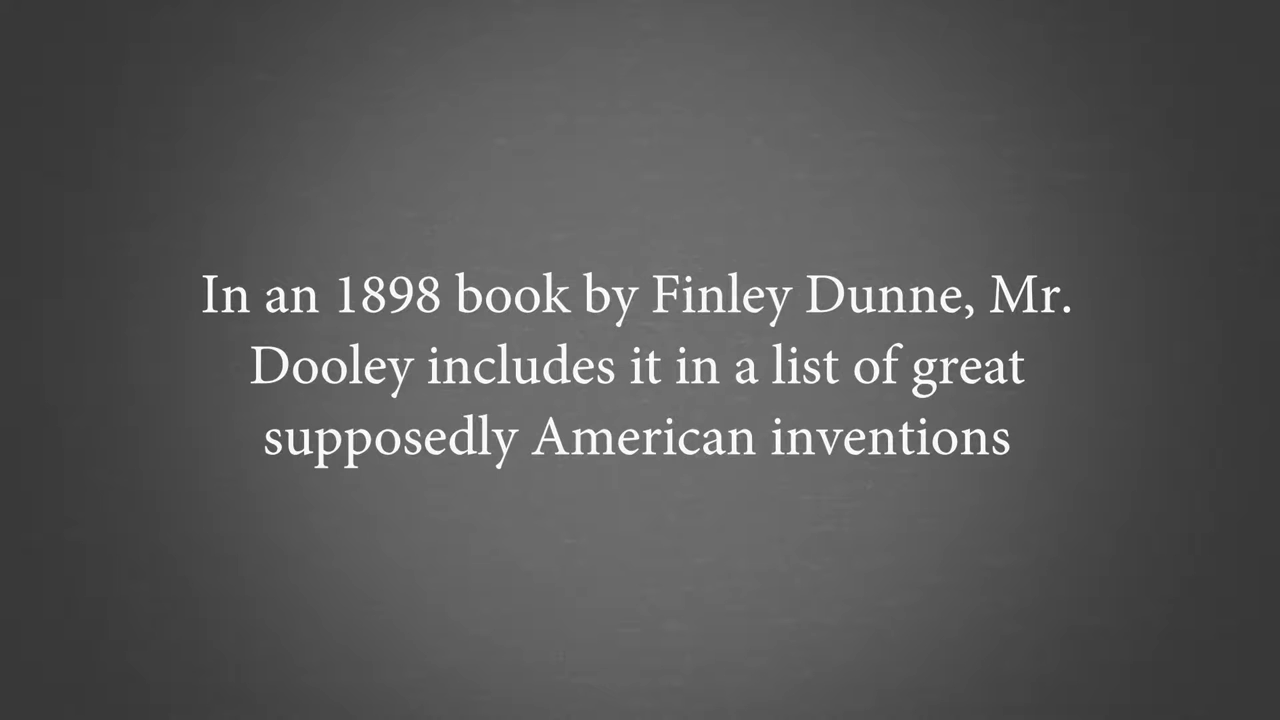 In an 1898 book by Finley Dunne, Mr.
Dooley includes it in a list of great
supposedly American inventions